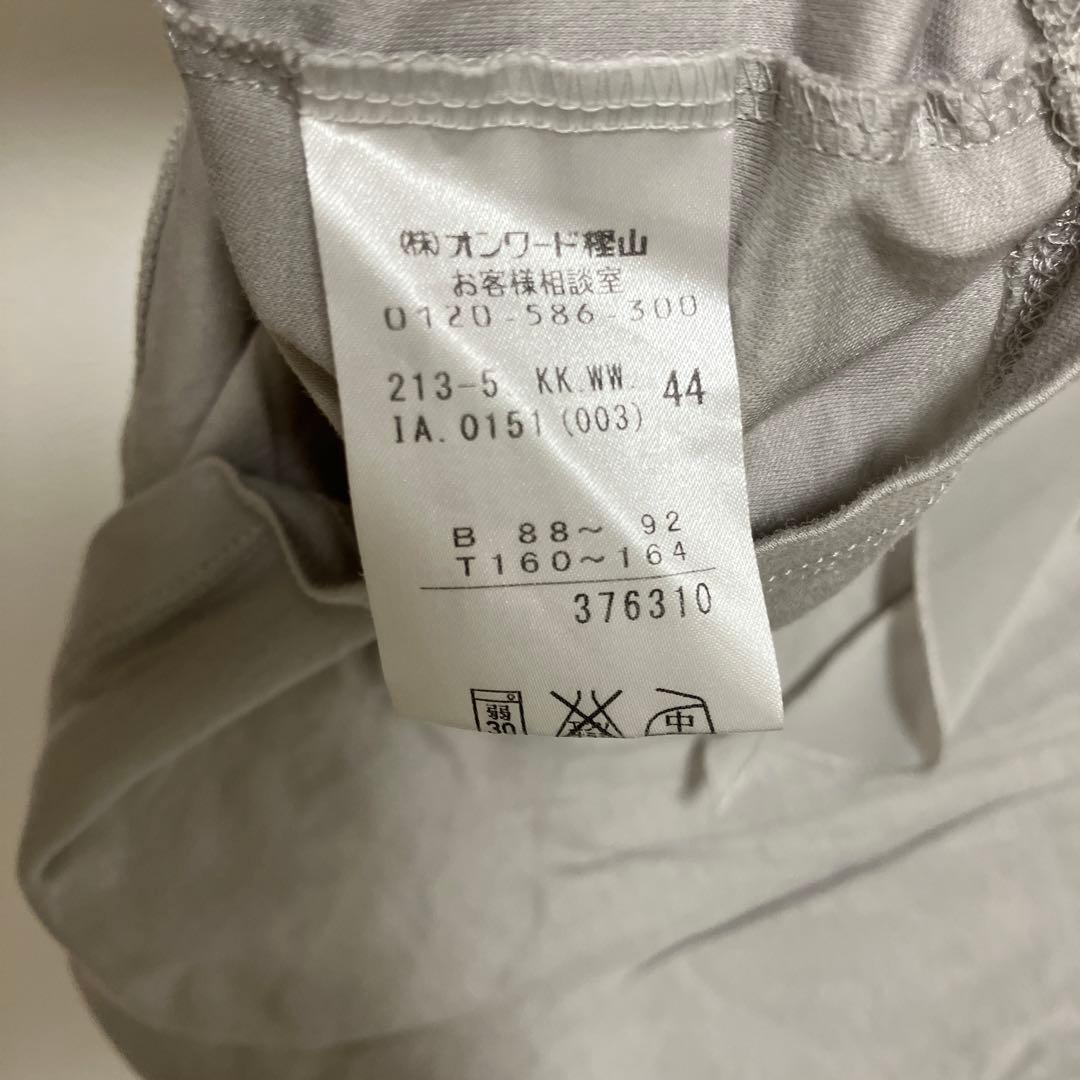 (株)オンワード樫山
お客様相談室
0120-586-300
213-5 KK.WW. 44
IA.0151(003)
B 88～ 92
T160～164
376310
弱
30
中